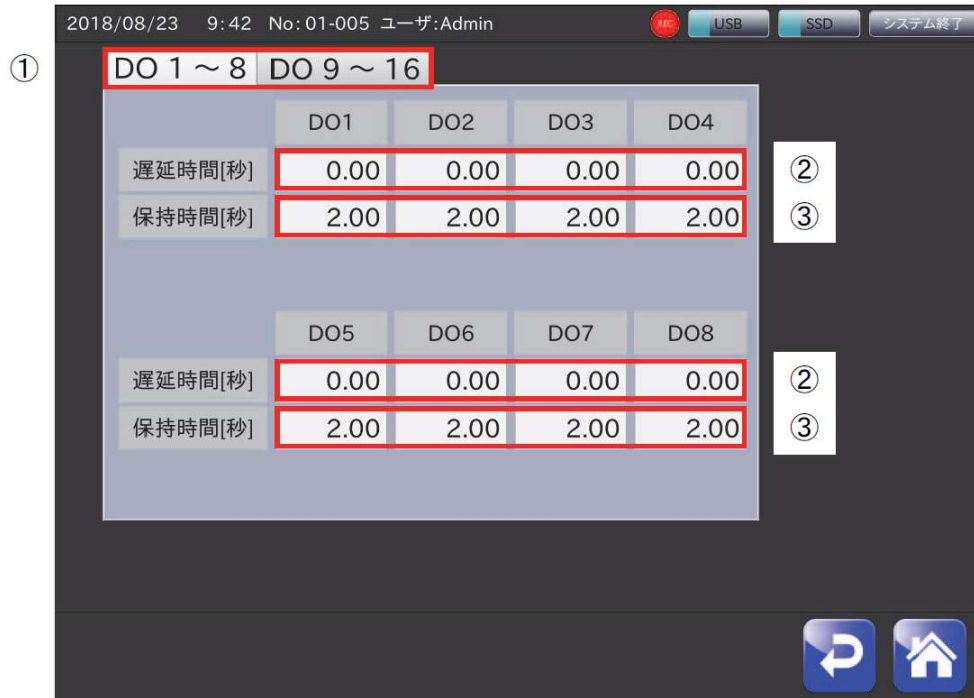 2018/08/23 9:42 No:01-005 ユーザ:Admin REC USB SSD システム終了
① DO 1 ～ 8 DO 9 ～ 16
DO1 DO2 DO3 DO4
遅延時間[秒] 0.00 0.00 0.00 0.00 ②
保持時間[秒] 2.00 2.00 2.00 2.00 ③
DO5 DO6 DO7 DO8
遅延時間[秒] 0.00 0.00 0.00 0.00 ②
保持時間[秒] 2.00 2.00 2.00 2.00 ③